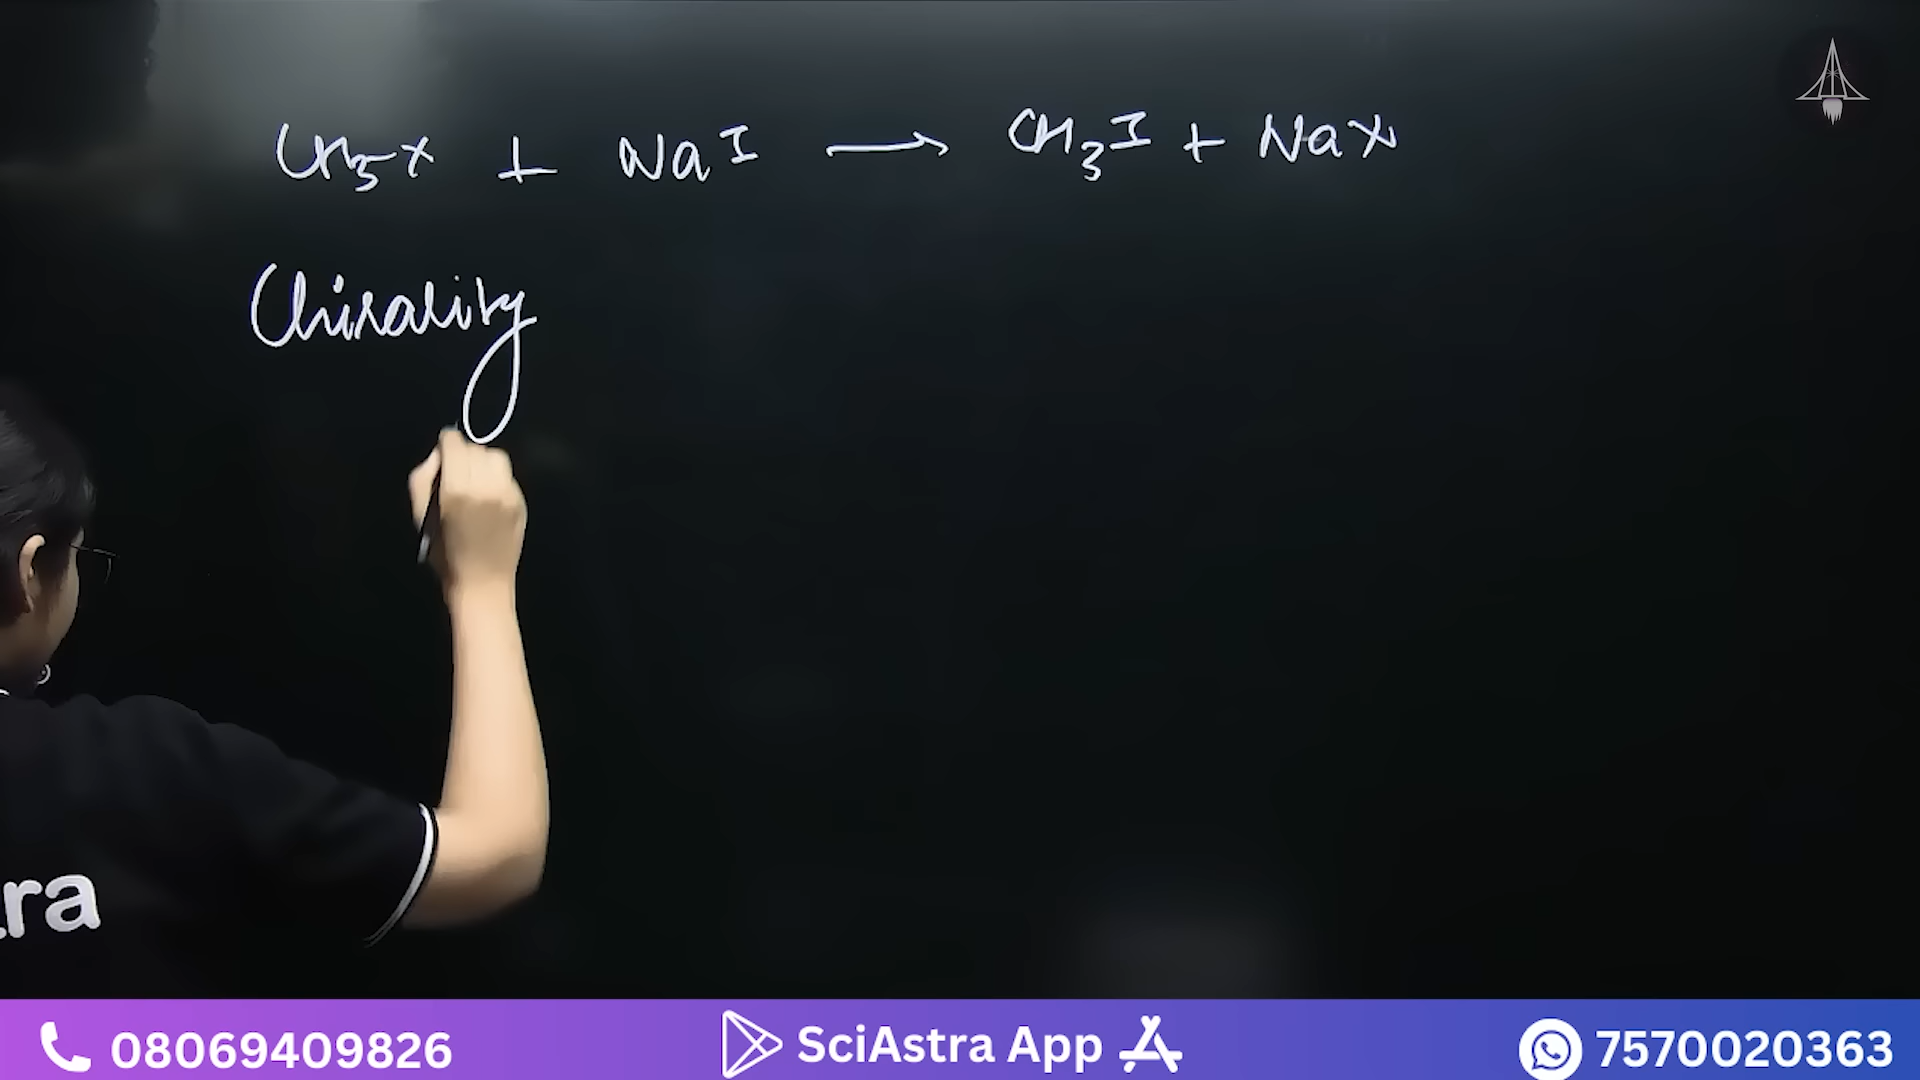 CH₃X + NaI ⟶ CH₃I + NaX
Chirality
ra
08069409826
SciAstra App
7570020363